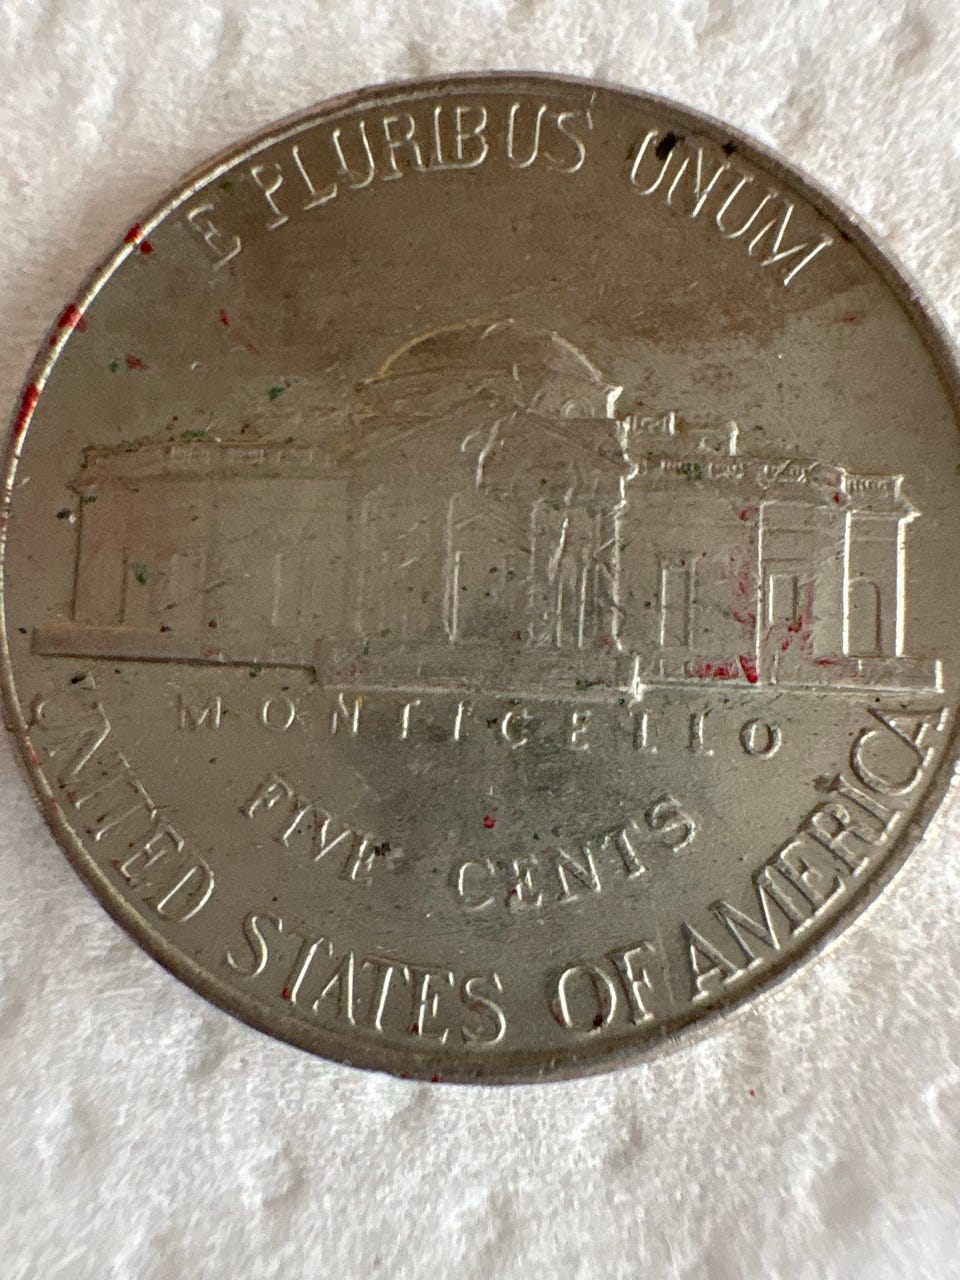 E PLURIBUS UNUM
MONTICELLO
FIVE CENTS
UNITED STATES OF AMERICA